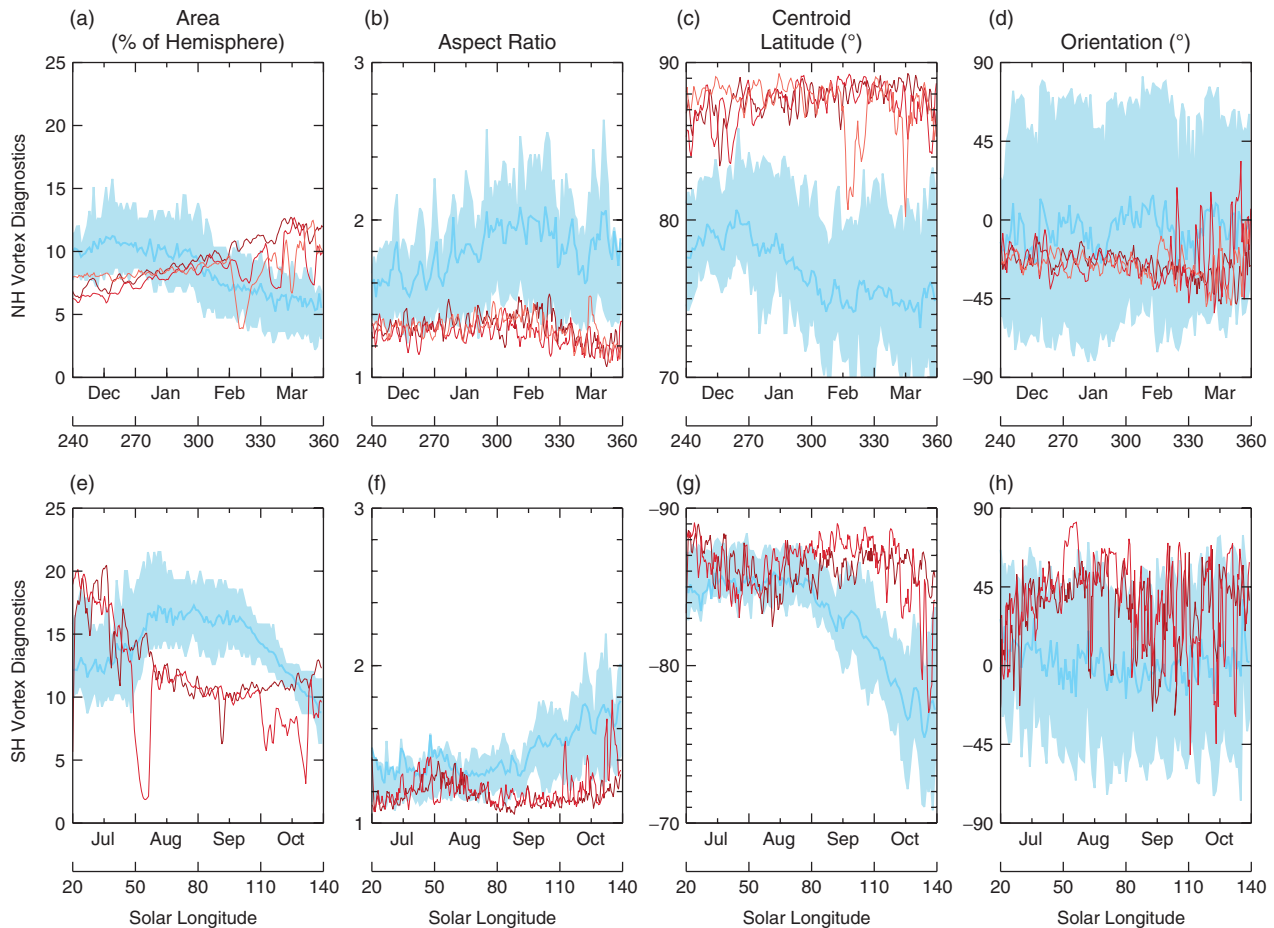 (a) Area (% of Hemisphere)
(b) Aspect Ratio
(c) Centroid Latitude (°)
(d) Orientation (°)
NH Vortex Diagnostics
25
20
15
10
5
0
Dec Jan Feb Mar
240 270 300 330 360
3
2
1
Dec Jan Feb Mar
240 270 300 330 360
90
80
70
Dec Jan Feb Mar
240 270 300 330 360
90
45
0
−45
−90
Dec Jan Feb Mar
240 270 300 330 360
(e)
(f)
(g)
(h)
SH Vortex Diagnostics
25
20
15
10
5
0
Jul Aug Sep Oct
20 50 80 110 140
Solar Longitude
3
2
1
Jul Aug Sep Oct
20 50 80 110 140
Solar Longitude
−90
−80
−70
Jul Aug Sep Oct
20 50 80 110 140
Solar Longitude
90
45
0
−45
−90
Jul Aug Sep Oct
20 50 80 110 140
Solar Longitude